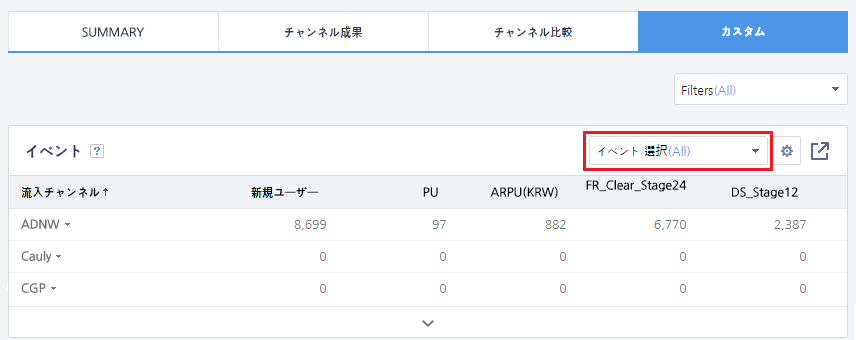 SUMMARY チャンネル成果 チャンネル比較 カスタム
Filters(All)
イベント ? イベント 選択(All)
流入チャンネル↑ 新規ユーザー PU ARPU(KRW) FR_Clear_Stage24 DS_Stage12
ADNW 8,699 97 882 6,770 2,387
Cauly 0 0 0 0 0
CGP 0 0 0 0 0